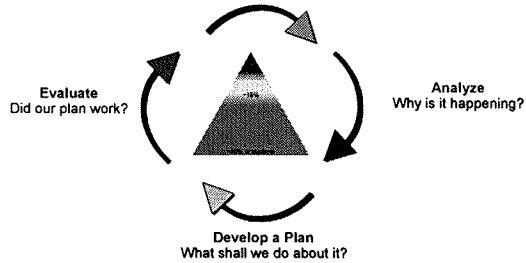 Evaluate
Did our plan work?
Analyze
Why is it happening?
Develop a Plan
What shall we do about it?